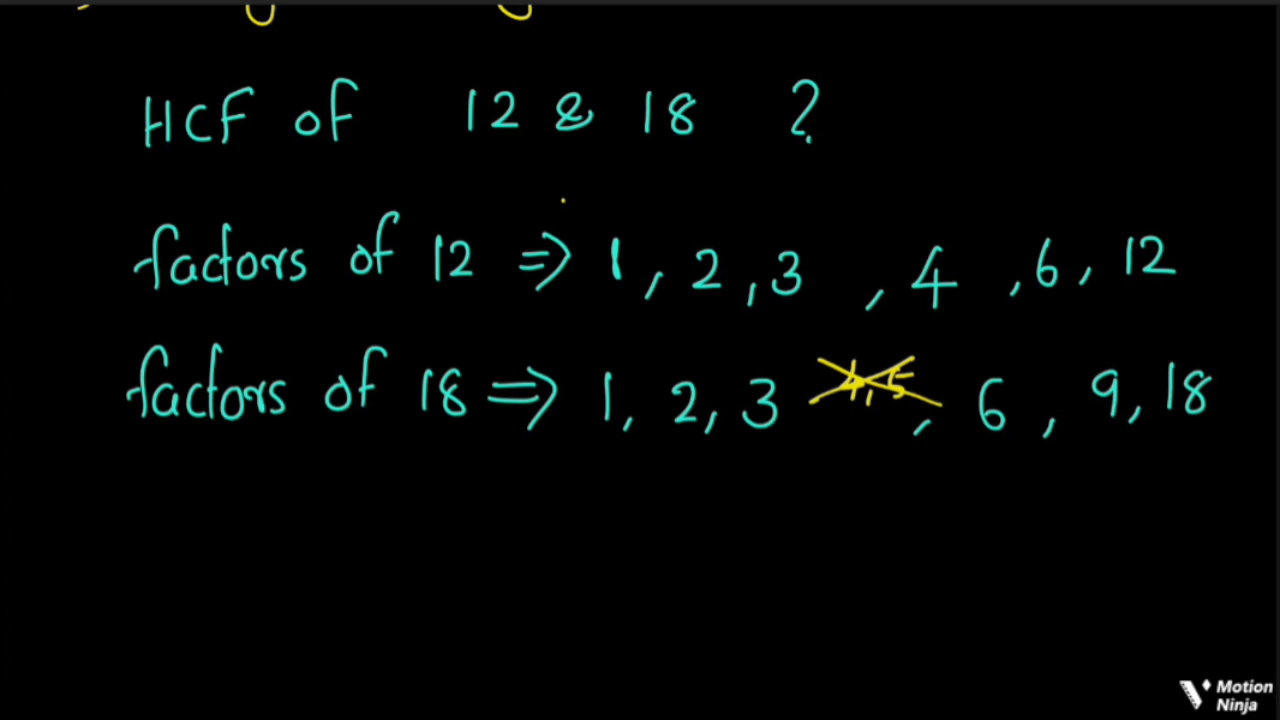 HCF of 12 & 18 ?
factors of 12 ⇒ 1, 2, 3, 4, 6, 12
factors of 18 ⇒ 1, 2, 3 4, 5, 6, 9, 18
Motion
Ninja